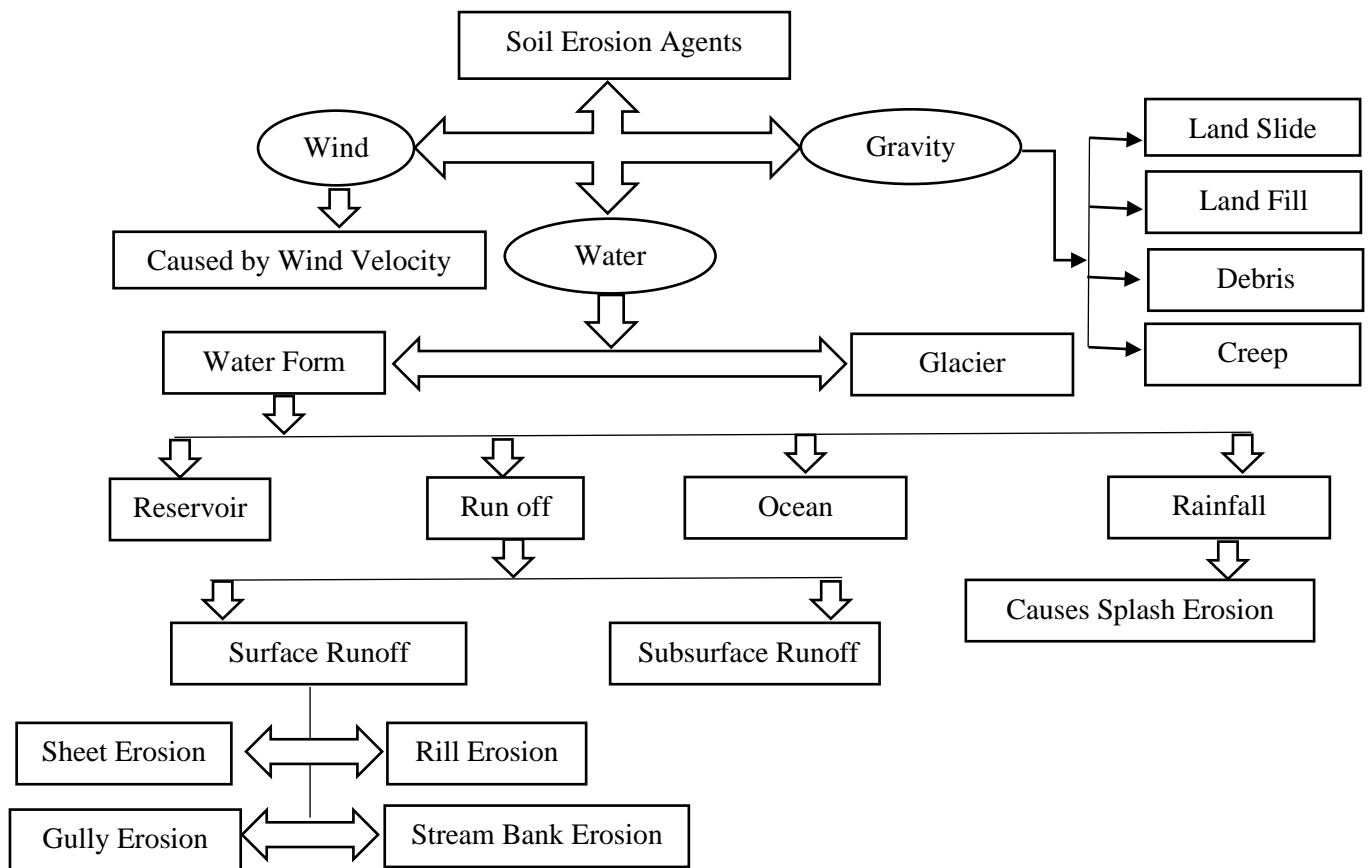 Soil Erosion Agents
Wind
Gravity
Land Slide
Land Fill
Debris
Creep
Caused by Wind Velocity
Water
Water Form
Glacier
Reservoir
Run off
Ocean
Rainfall
Causes Splash Erosion
Surface Runoff
Subsurface Runoff
Sheet Erosion
Rill Erosion
Gully Erosion
Stream Bank Erosion